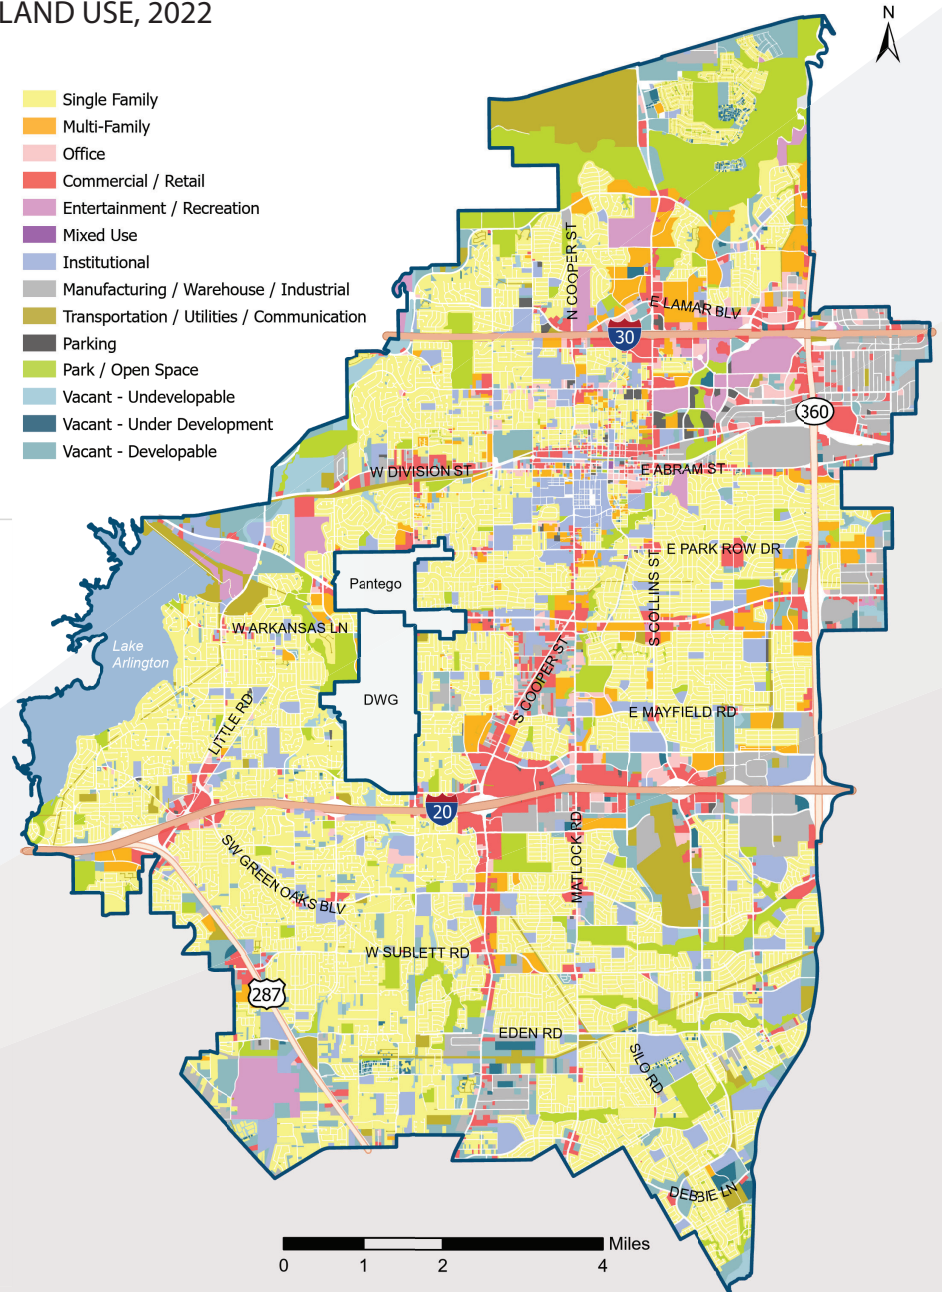 LAND USE, 2022
N
Single Family
Multi-Family
Office
Commercial / Retail
Entertainment / Recreation
Mixed Use
Institutional
Manufacturing / Warehouse / Industrial
Transportation / Utilities / Communication
Parking
Park / Open Space
Vacant - Undevelopable
Vacant - Under Development
Vacant - Developable
N COOPER ST
E LAMAR BLV
30
360
W DIVISION ST
E ABRAM ST
E PARK ROW DR
Pantego
S COLLINS ST
W ARKANSAS LN
Lake
Arlington
S COOPER ST
DWG
LITTLE RD
E MAYFIELD RD
20
MATLOCK RD
SW GREEN OAKS BLV
W SUBLETT RD
287
EDEN RD
SILO RD
DEBBIE LN
Miles
0 1 2 4